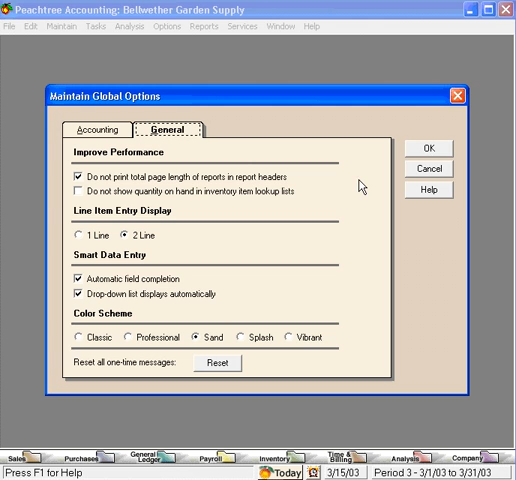 Peachtree Accounting: Bellwether Garden Supply
File Edit Maintain Tasks Analysis Options Reports Services Window Help
Maintain Global Options
Accounting General
Improve Performance
Do not print total page length of reports in report headers
Do not show quantity on hand in inventory item lookup lists
Line Item Entry Display
1 Line 2 Line
Smart Data Entry
Automatic field completion
Drop-down list displays automatically
Color Scheme
Classic Professional Sand Splash Vibrant
Reset all one-time messages: Reset
OK
Cancel
Help
Sales Purchases General Ledger Payroll Inventory Time & Billing Analysis Company
Press F1 for Help Today 3/15/03 Period 3 - 3/1/03 to 3/31/03